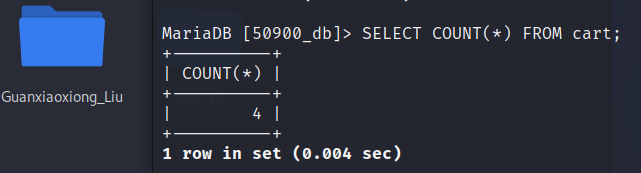 MariaDB [50900_db]> SELECT COUNT(*) FROM cart;
+----------+
| COUNT(*) |
+----------+
|        4 |
+----------+
1 row in set (0.004 sec)
Guanxiaoxiong_Liu